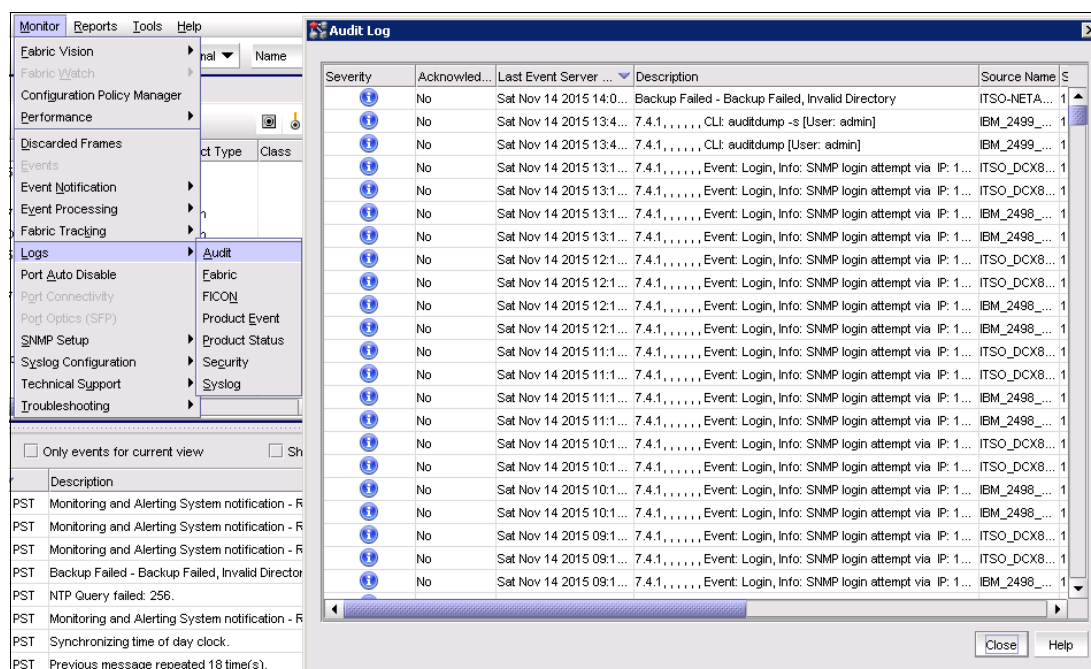 Monitor Reports Tools Help
Fabric Vision
Fabric Watch
Configuration Policy Manager
Performance
Discarded Frames
Events
Event Notification
Event Processing
Fabric Tracking
Logs
Port Auto Disable
Port Connectivity
Port Optics (SFP)
SNMP Setup
Syslog Configuration
Technical Support
Troubleshooting
Name
ct Type Class
Audit
Fabric
FICON
Product Event
Product Status
Security
Syslog
Only events for current view Sh
Description
PST Monitoring and Alerting System notification - R
PST Monitoring and Alerting System notification - R
PST Monitoring and Alerting System notification - R
PST Backup Failed - Backup Failed, Invalid Director
PST NTP Query failed: 256.
PST Monitoring and Alerting System notification - R
PST Synchronizing time of day clock.
PST Previous message repeated 18 time(s).
Audit Log
Severity Acknowled... Last Event Server ... Description Source Name S
No Sat Nov 14 2015 14:0... Backup Failed - Backup Failed, Invalid Directory ITSO-NETA... 1
No Sat Nov 14 2015 13:4... 7.4.1, , , , , , CLI: auditdump -s [User: admin] IBM_2499_... 1
No Sat Nov 14 2015 13:4... 7.4.1, , , , , , CLI: auditdump [User: admin] IBM_2499_... 1
No Sat Nov 14 2015 13:1... 7.4.1, , , , , , Event: Login, Info: SNMP login attempt via IP: 1... ITSO_DCX8... 1
No Sat Nov 14 2015 13:1... 7.4.1, , , , , , Event: Login, Info: SNMP login attempt via IP: 1... ITSO_DCX8... 1
No Sat Nov 14 2015 13:1... 7.4.1, , , , , , Event: Login, Info: SNMP login attempt via IP: 1... IBM_2498_... 1
No Sat Nov 14 2015 13:1... 7.4.1, , , , , , Event: Login, Info: SNMP login attempt via IP: 1... IBM_2498_... 1
No Sat Nov 14 2015 12:1... 7.4.1, , , , , , Event: Login, Info: SNMP login attempt via IP: 1... ITSO_DCX8... 1
No Sat Nov 14 2015 12:1... 7.4.1, , , , , , Event: Login, Info: SNMP login attempt via IP: 1... ITSO_DCX8... 1
No Sat Nov 14 2015 12:1... 7.4.1, , , , , , Event: Login, Info: SNMP login attempt via IP: 1... IBM_2498_... 1
No Sat Nov 14 2015 12:1... 7.4.1, , , , , , Event: Login, Info: SNMP login attempt via IP: 1... IBM_2498_... 1
No Sat Nov 14 2015 11:1... 7.4.1, , , , , , Event: Login, Info: SNMP login attempt via IP: 1... ITSO_DCX8... 1
No Sat Nov 14 2015 11:1... 7.4.1, , , , , , Event: Login, Info: SNMP login attempt via IP: 1... ITSO_DCX8... 1
No Sat Nov 14 2015 11:1... 7.4.1, , , , , , Event: Login, Info: SNMP login attempt via IP: 1... IBM_2498_... 1
No Sat Nov 14 2015 11:1... 7.4.1, , , , , , Event: Login, Info: SNMP login attempt via IP: 1... IBM_2498_... 1
No Sat Nov 14 2015 10:1... 7.4.1, , , , , , Event: Login, Info: SNMP login attempt via IP: 1... ITSO_DCX8... 1
No Sat Nov 14 2015 10:1... 7.4.1, , , , , , Event: Login, Info: SNMP login attempt via IP: 1... ITSO_DCX8... 1
No Sat Nov 14 2015 10:1... 7.4.1, , , , , , Event: Login, Info: SNMP login attempt via IP: 1... IBM_2498_... 1
No Sat Nov 14 2015 10:1... 7.4.1, , , , , , Event: Login, Info: SNMP login attempt via IP: 1... IBM_2498_... 1
No Sat Nov 14 2015 09:1... 7.4.1, , , , , , Event: Login, Info: SNMP login attempt via IP: 1... ITSO_DCX8... 1
No Sat Nov 14 2015 09:1... 7.4.1, , , , , , Event: Login, Info: SNMP login attempt via IP: 1... ITSO_DCX8... 1
No Sat Nov 14 2015 09:1... 7.4.1, , , , , , Event: Login, Info: SNMP login attempt via IP: 1... IBM_2498_... 1
Close Help